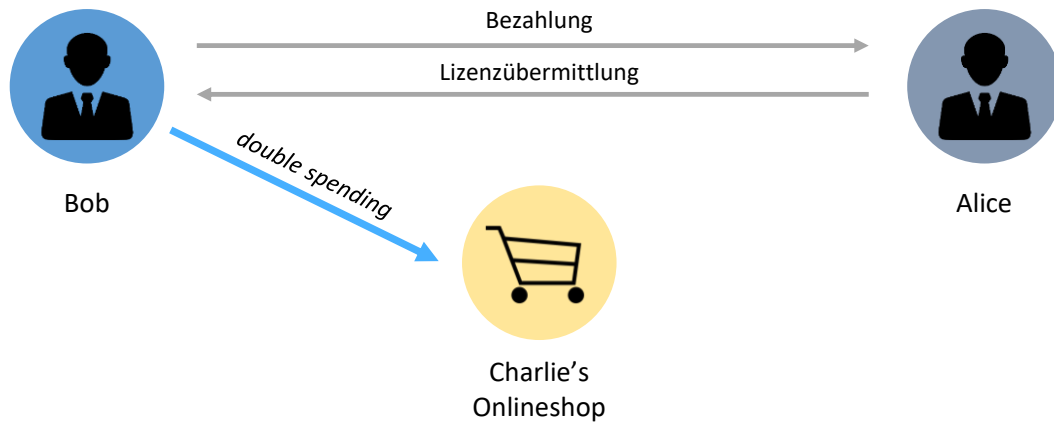 Bezahlung
Lizenzübermittlung
double spending
Bob
Alice
Charlie’s
Onlineshop